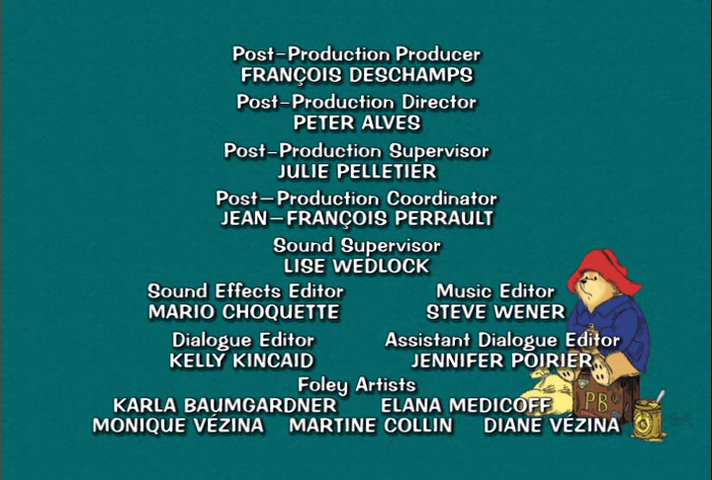 Post-Production Producer
FRANÇOIS DESCHAMPS
Post-Production Director
PETER ALVES
Post-Production Supervisor
JULIE PELLETIER
Post-Production Coordinator
JEAN-FRANÇOIS PERRAULT
Sound Supervisor
LISE WEDLOCK
Sound Effects Editor Music Editor
MARIO CHOQUETTE STEVE WENER
Dialogue Editor Assistant Dialogue Editor
KELLY KINCAID JENNIFER POIRIER
Foley Artists
KARLA BAUMGARDNER ELANA MEDICOFF
PB
MONIQUE VÉZINA MARTINE COLLIN DIANE VÉZINA